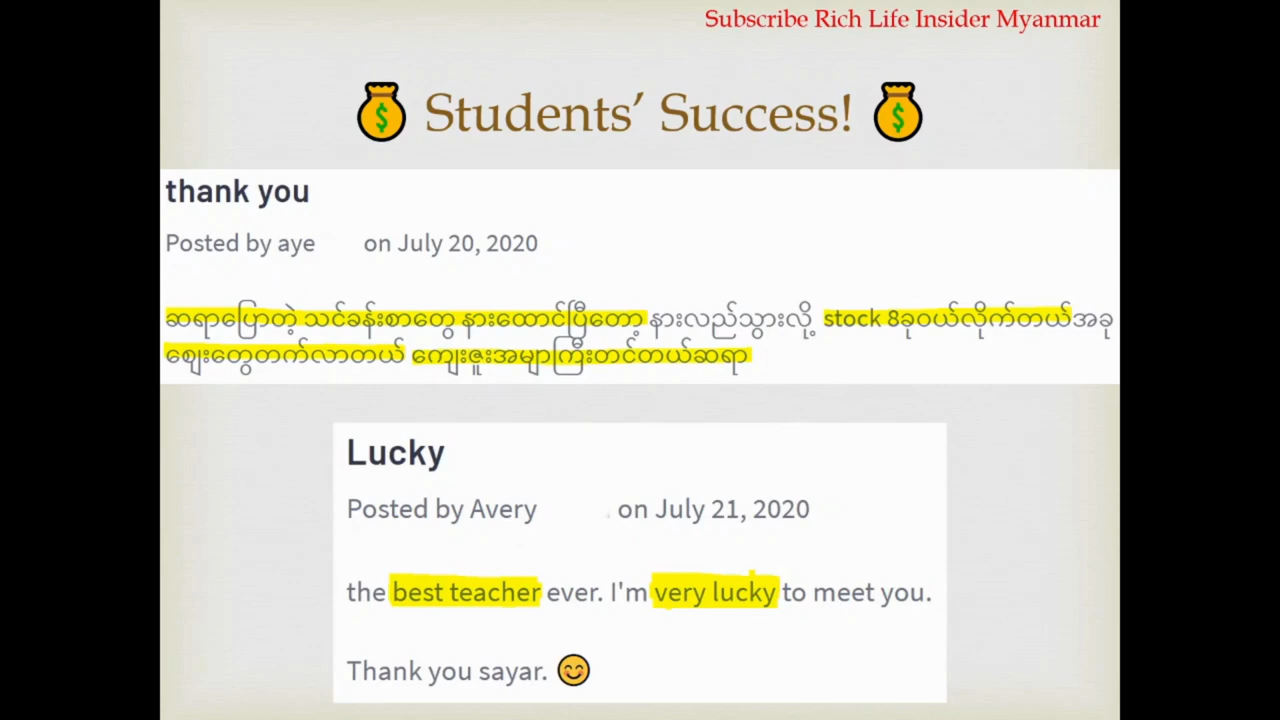 Subscribe Rich Life Insider Myanmar
Students’ Success!
thank you
Posted by aye on July 20, 2020
ဆရာပြောတဲ့ သင်ခန်းစာတွေ နားထောင်ပြီတော့ နားလည်သွားလို့ stock 8ခုဝယ်လိုက်တယ်အခု
ဈေးတွေတက်လာတယ် ကျေးဇူးအများကြီးတင်တယ်ဆရာ
Lucky
Posted by Avery on July 21, 2020
the best teacher ever. I'm very lucky to meet you.
Thank you sayar. 😊